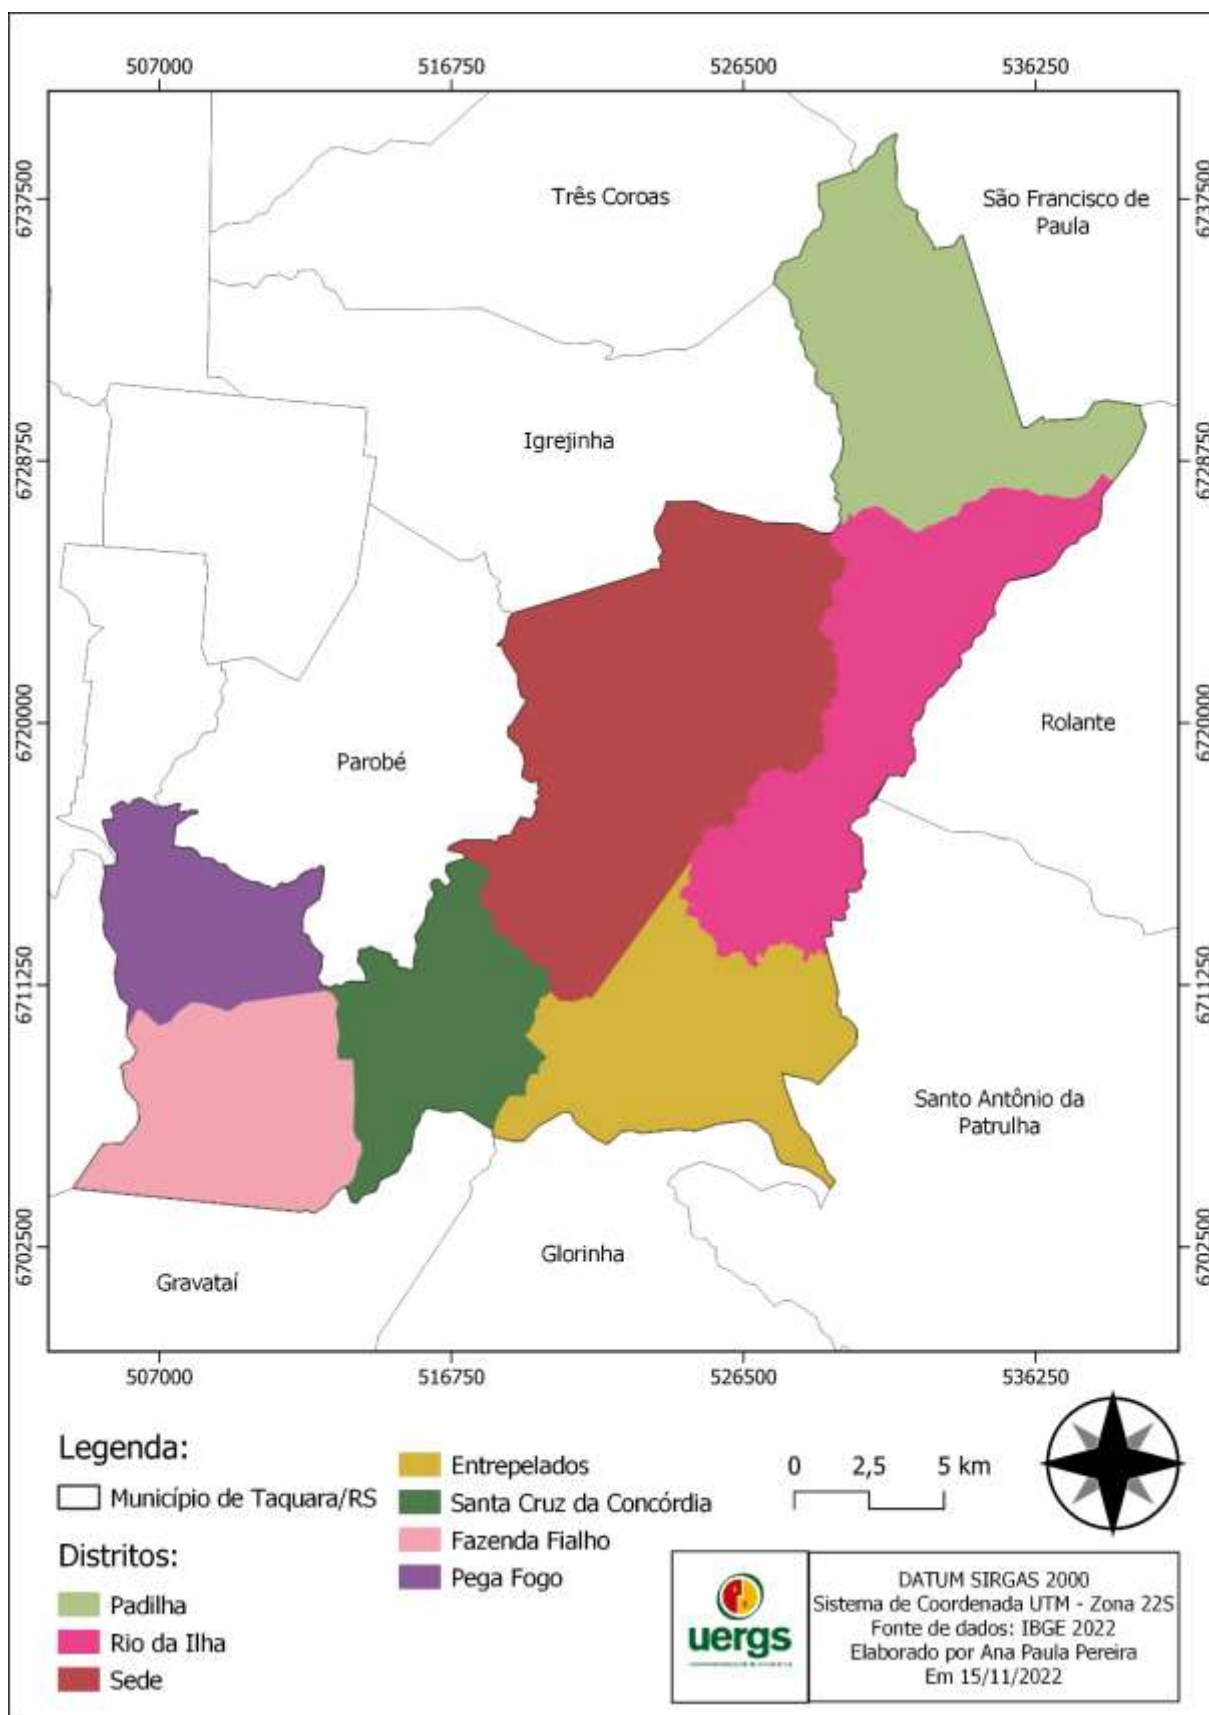 507000 516750 526500 536250
6737500 6737500
Três Coroas
São Francisco de
Paula
Igrejinha
6728750 6728750
6720000 6720000
Rolante
Parobé
6711250 6711250
Santo Antônio da
Patrulha
6702500 6702500
Glorinha
Gravataí
507000 516750 526500 536250
Legenda:
Município de Taquara/RS
Distritos:
Padilha
Rio da Ilha
Sede
Entrepelados
Santa Cruz da Concórdia
Fazenda Fialho
Pega Fogo
0 2,5 5 km
uergs
DATUM SIRGAS 2000
Sistema de Coordenada UTM - Zona 22S
Fonte de dados: IBGE 2022
Elaborado por Ana Paula Pereira
Em 15/11/2022